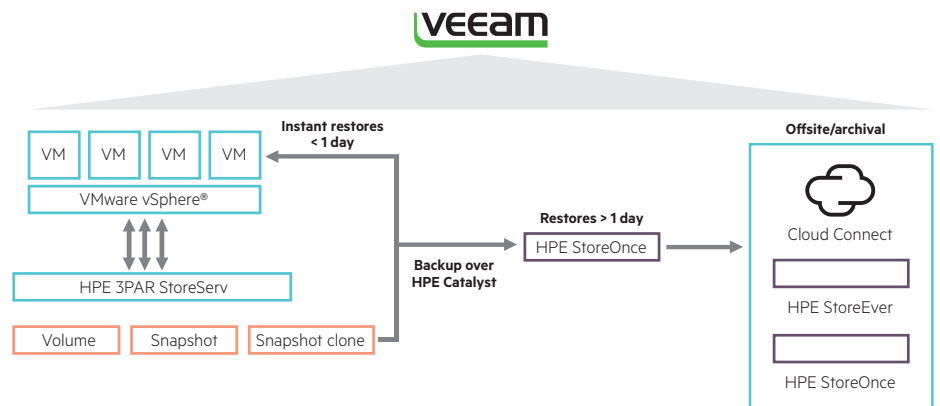 veeam
Instant restores
< 1 day
Offsite/archival
VM
VM
VM
VM
VMware vSphere®
Restores > 1 day
HPE StoreOnce
Cloud Connect
Backup over
HPE Catalyst
HPE 3PAR StoreServ
HPE StoreEver
Volume
Snapshot
Snapshot clone
HPE StoreOnce